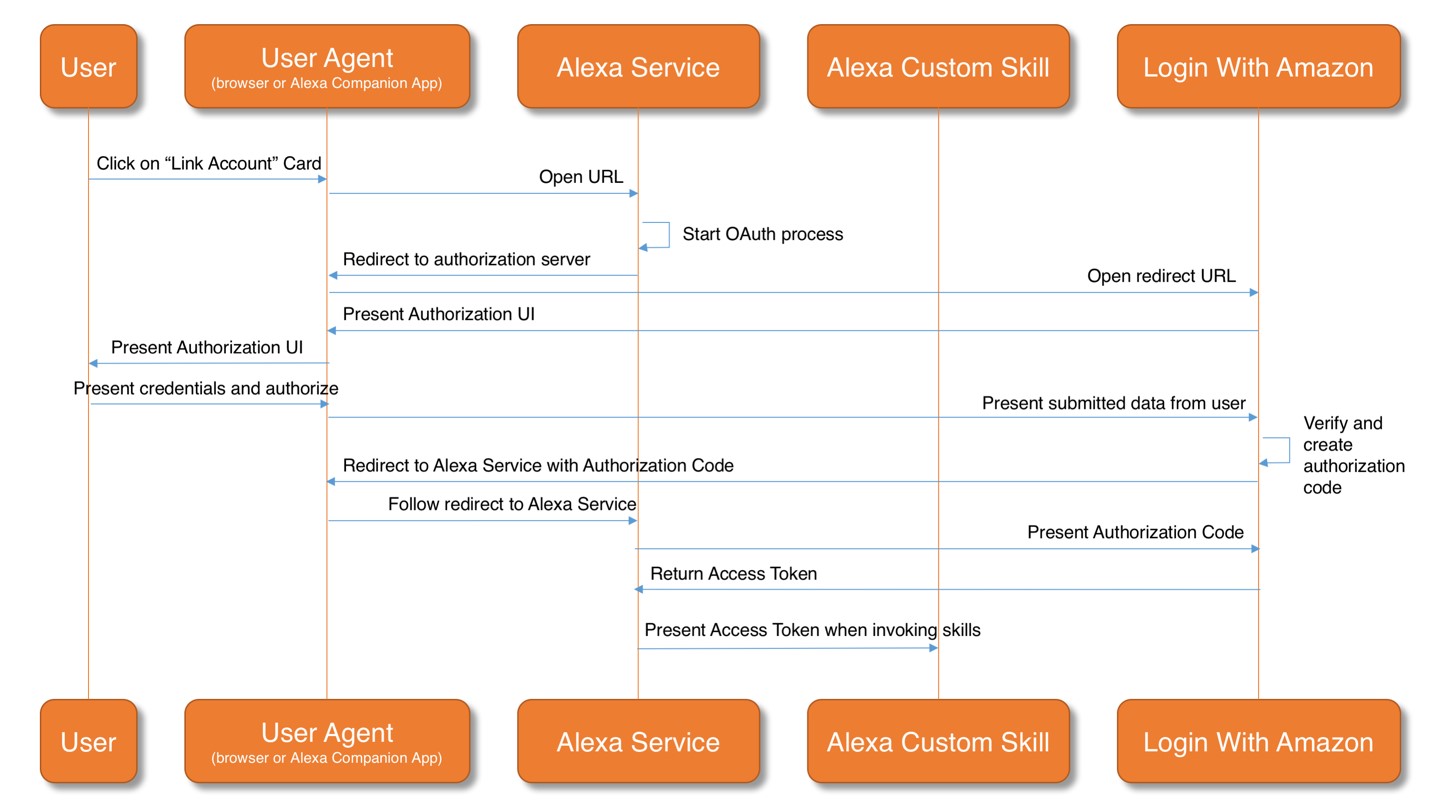 User
User Agent
(browser or Alexa Companion App)
Alexa Service
Alexa Custom Skill
Login With Amazon
Click on “Link Account” Card
Open URL
Start OAuth process
Redirect to authorization server
Open redirect URL
Present Authorization UI
Present Authorization UI
Present credentials and authorize
Present submitted data from user
Verify and
create
authorization
code
Redirect to Alexa Service with Authorization Code
Follow redirect to Alexa Service
Present Authorization Code
Return Access Token
Present Access Token when invoking skills
User
User Agent
(browser or Alexa Companion App)
Alexa Service
Alexa Custom Skill
Login With Amazon